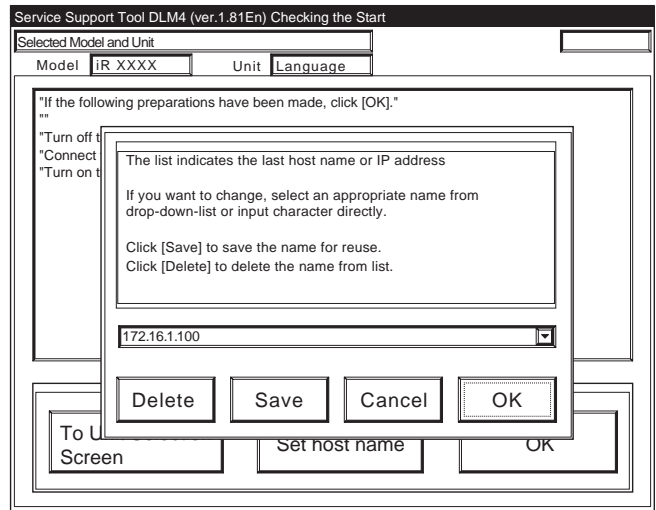 Service Support Tool DLM4 (ver.1.81En) Checking the Start
Selected Model and Unit
Model iR XXXX Unit Language
"If the following preparations have been made, click [OK]."
""
"Turn off
"Connect
"Turn on
The list indicates the last host name or IP address
If you want to change, select an appropriate name from
drop-down-list or input character directly.
Click [Save] to save the name for reuse.
Click [Delete] to delete the name from list.
172.16.1.100
Delete Save Cancel OK
To
Screen
Set host name
OK